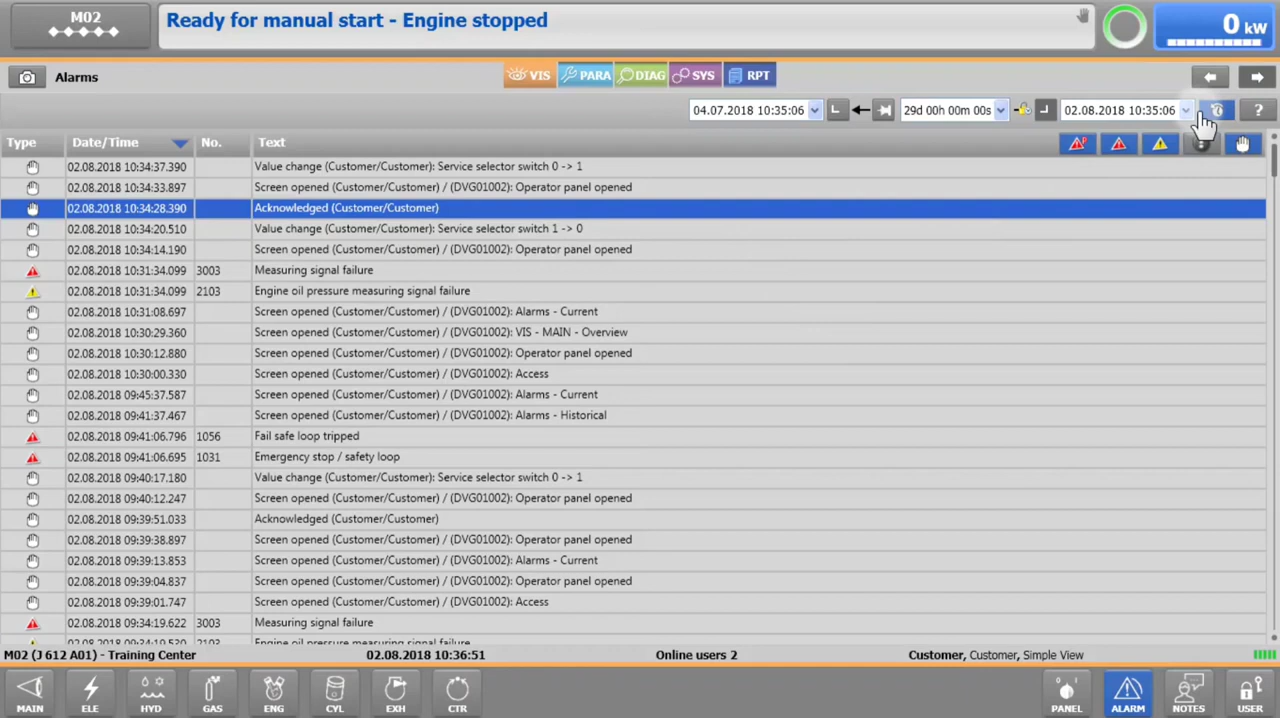 M02
Ready for manual start - Engine stopped
0 kW
Alarms
VIS PARA DIAG SYS RPT
04.07.2018 10:35:06 29d 00h 00m 00s 02.08.2018 10:35:06 ?
Type Date/Time No. Text
02.08.2018 10:34:37.390 Value change (Customer/Customer): Service selector switch 0 -> 1
02.08.2018 10:34:33.897 Screen opened (Customer/Customer) / (DVG01002): Operator panel opened
02.08.2018 10:34:28.390 Acknowledged (Customer/Customer)
02.08.2018 10:34:20.510 Value change (Customer/Customer): Service selector switch 1 -> 0
02.08.2018 10:34:14.190 Screen opened (Customer/Customer) / (DVG01002): Operator panel opened
02.08.2018 10:31:34.099 3003 Measuring signal failure
02.08.2018 10:31:34.099 2103 Engine oil pressure measuring signal failure
02.08.2018 10:31:08.697 Screen opened (Customer/Customer) / (DVG01002): Alarms - Current
02.08.2018 10:30:29.360 Screen opened (Customer/Customer) / (DVG01002): VIS - MAIN - Overview
02.08.2018 10:30:12.880 Screen opened (Customer/Customer) / (DVG01002): Operator panel opened
02.08.2018 10:30:00.330 Screen opened (Customer/Customer) / (DVG01002): Access
02.08.2018 09:45:37.587 Screen opened (Customer/Customer) / (DVG01002): Alarms - Current
02.08.2018 09:41:37.467 Screen opened (Customer/Customer) / (DVG01002): Alarms - Historical
02.08.2018 09:41:06.796 1056 Fail safe loop tripped
02.08.2018 09:41:06.695 1031 Emergency stop / safety loop
02.08.2018 09:40:17.180 Value change (Customer/Customer): Service selector switch 0 -> 1
02.08.2018 09:40:12.247 Screen opened (Customer/Customer) / (DVG01002): Operator panel opened
02.08.2018 09:39:51.033 Acknowledged (Customer/Customer)
02.08.2018 09:39:38.897 Screen opened (Customer/Customer) / (DVG01002): Operator panel opened
02.08.2018 09:39:13.853 Screen opened (Customer/Customer) / (DVG01002): Alarms - Current
02.08.2018 09:39:04.837 Screen opened (Customer/Customer) / (DVG01002): Operator panel opened
02.08.2018 09:39:01.747 Screen opened (Customer/Customer) / (DVG01002): Access
02.08.2018 09:34:19.622 3003 Measuring signal failure
02.08.2018 09:34:19.530 2103 Engine oil pressure measuring signal failure
M02 (J 612 A01) - Training Center 02.08.2018 10:36:51 Online users 2 Customer, Customer, Simple View
MAIN ELE HYD GAS ENG CYL EXH CTR PANEL ALARM NOTES USER